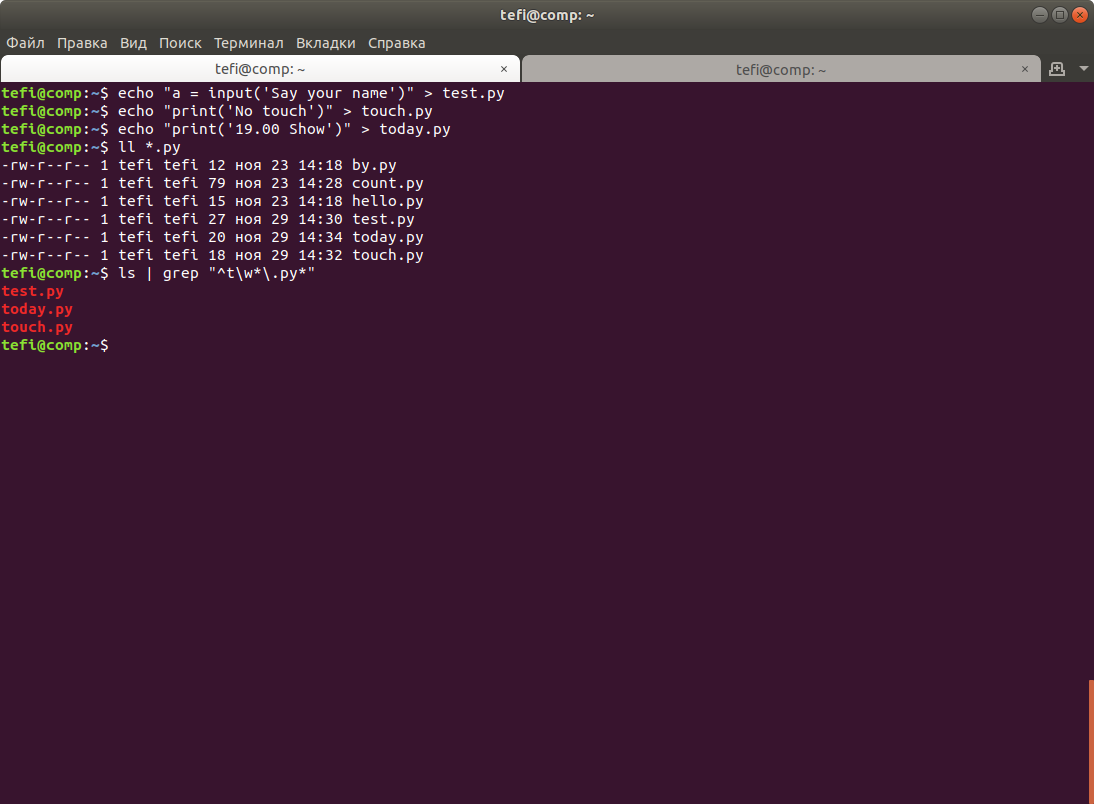 tefi@comp: ~
Файл Правка Вид Поиск Терминал Вкладки Справка
tefi@comp: ~ × tefi@comp: ~ ×
tefi@comp:~$ echo "a = input('Say your name')" > test.py
tefi@comp:~$ echo "print('No touch')" > touch.py
tefi@comp:~$ echo "print('19.00 Show')" > today.py
tefi@comp:~$ ll *.py
-rw-r--r-- 1 tefi tefi 12 ноя 23 14:18 by.py
-rw-r--r-- 1 tefi tefi 79 ноя 23 14:28 count.py
-rw-r--r-- 1 tefi tefi 15 ноя 23 14:18 hello.py
-rw-r--r-- 1 tefi tefi 27 ноя 29 14:30 test.py
-rw-r--r-- 1 tefi tefi 20 ноя 29 14:34 today.py
-rw-r--r-- 1 tefi tefi 18 ноя 29 14:32 touch.py
tefi@comp:~$ ls | grep "^t\w*\.py*"
test.py
today.py
touch.py
tefi@comp:~$